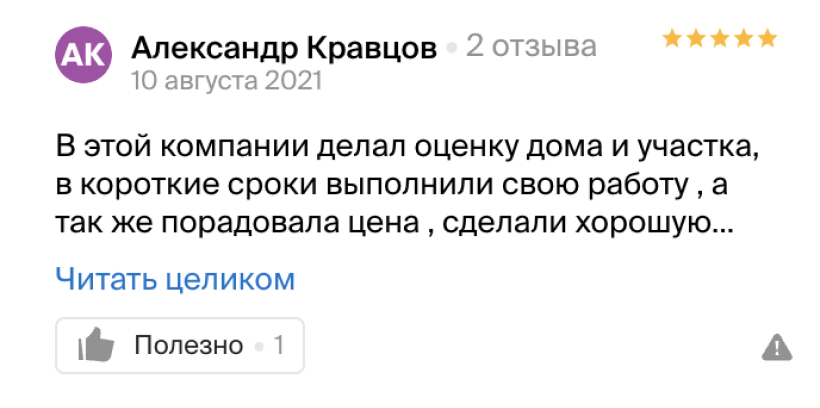 АК
Александр Кравцов • 2 отзыва
10 августа 2021
В этой компании делал оценку дома и участка,
в короткие сроки выполнили свою работу , а
так же порадовала цена , сделали хорошую...
Читать целиком
Полезно • 1